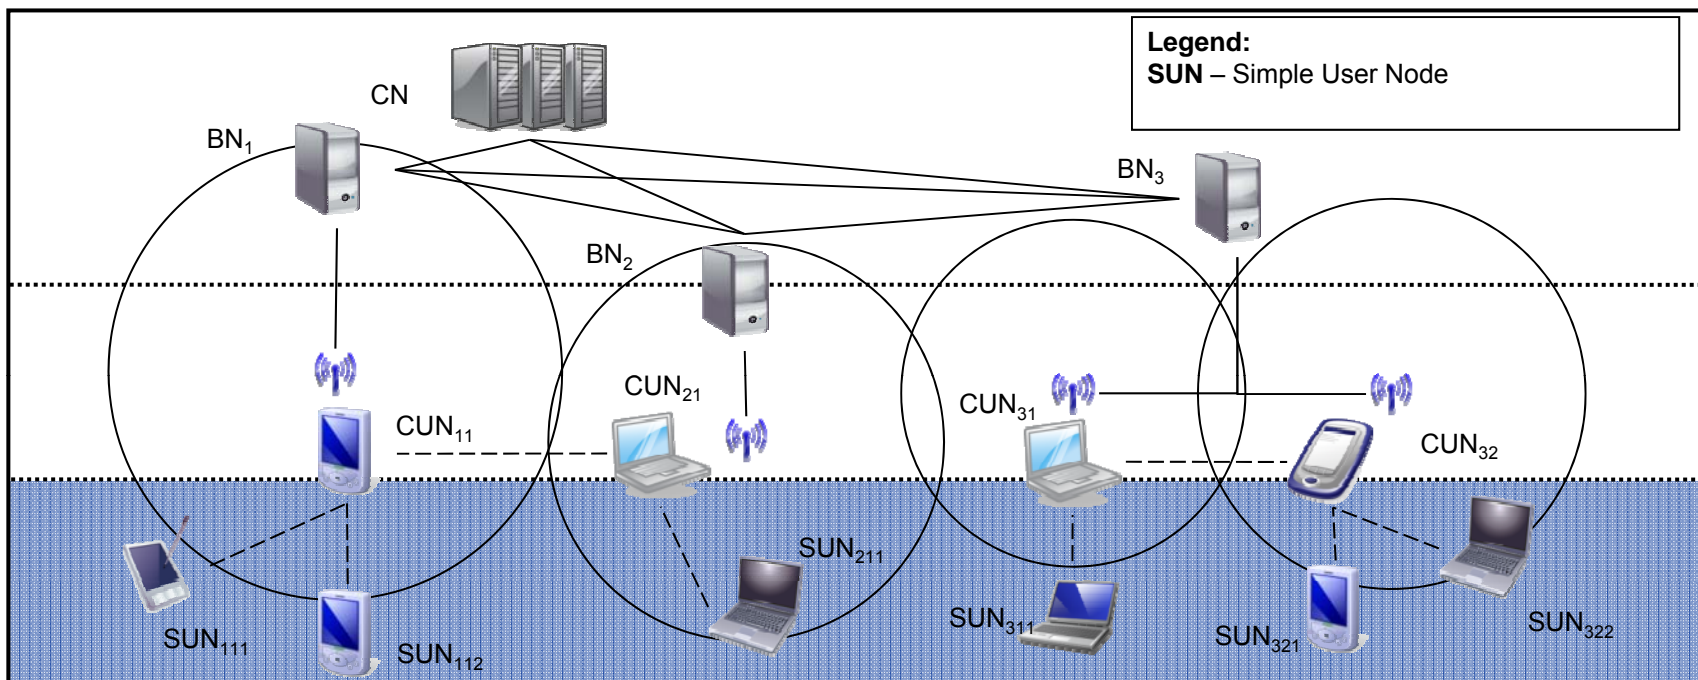 Legend:
SUN – Simple User Node
CN
BN₁
BN₃
BN₂
CUN₂₁
CUN₃₁
CUN₁₁
CUN₃₂
SUN₂₁₁
SUN₁₁₁
SUN₁₁₂
SUN₃₁₁
SUN₃₂₁
SUN₃₂₂